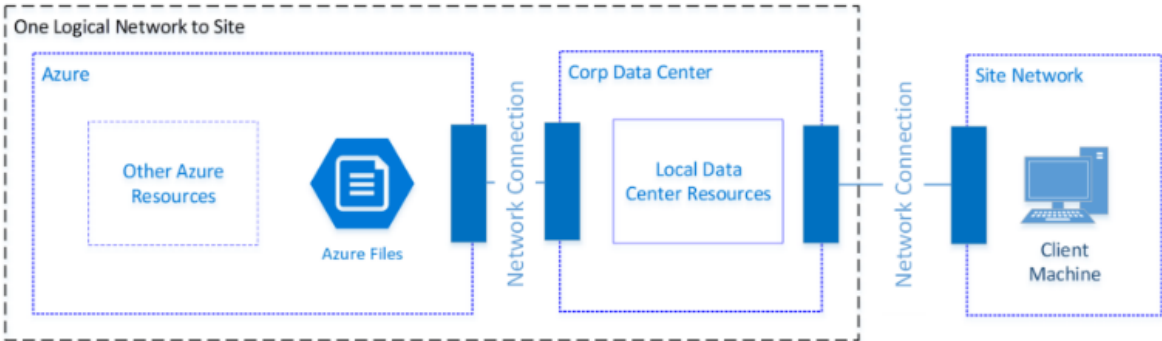 One Logical Network to Site
Azure
Other Azure
Resources
Azure Files
Network Connection
Corp Data Center
Local Data
Center Resources
Network Connection
Site Network
Client
Machine